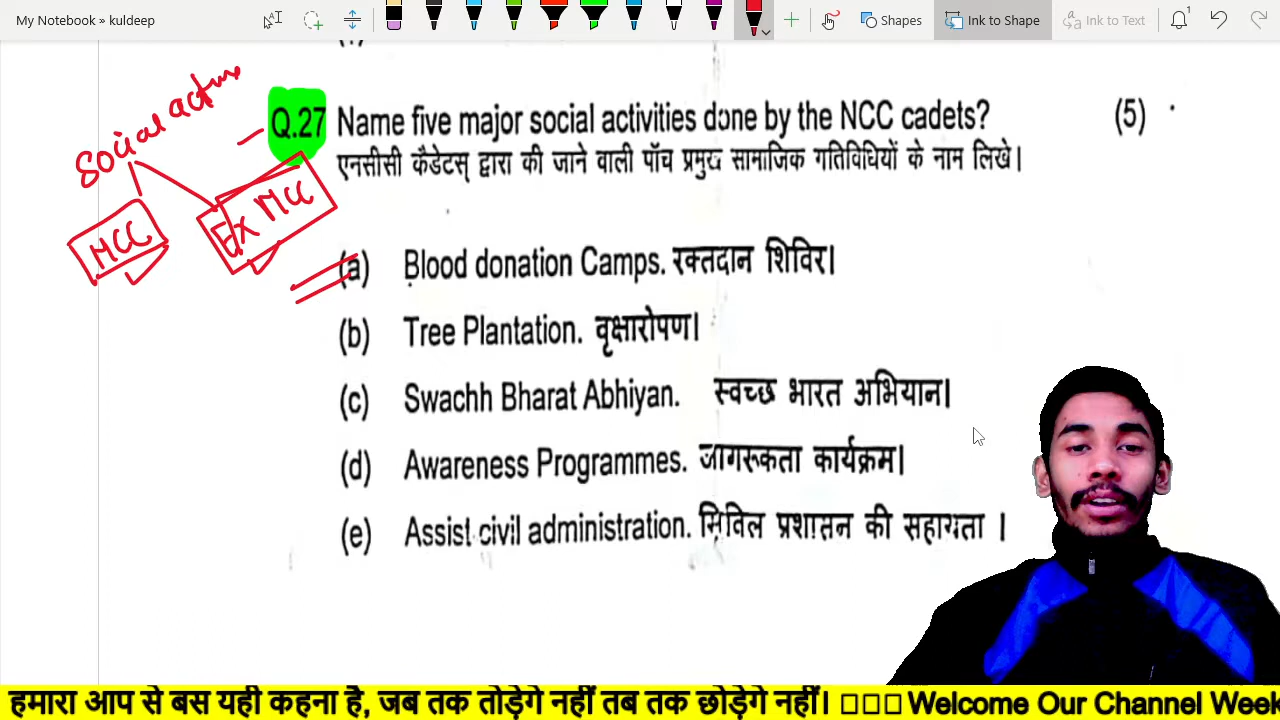 My Notebook » kuldeep
Shapes
Ink to Shape
Ink to Text
Social
Q.27 Name five major social activities done by the NCC cadets? (5)
एनसीसी कैडेटस् द्वारा की जाने वाली पाँच प्रमुख सामाजिक गतिविधियों के नाम लिखे।
MCC
Ex MCC
(a) Blood donation Camps. रक्तदान शिविर।
(b) Tree Plantation. वृक्षारोपण।
(c) Swachh Bharat Abhiyan. स्वच्छ भारत अभियान।
(d) Awareness Programmes. जागरूकता कार्यक्रम।
(e) Assist civil administration. सिविल प्रशासन की सहायता ।
हमारा आप से बस यही कहना है, जब तक तोड़ेगे नहीं तब तक छोड़ेगे नहीं। □□□ Welcome Our Channel Week